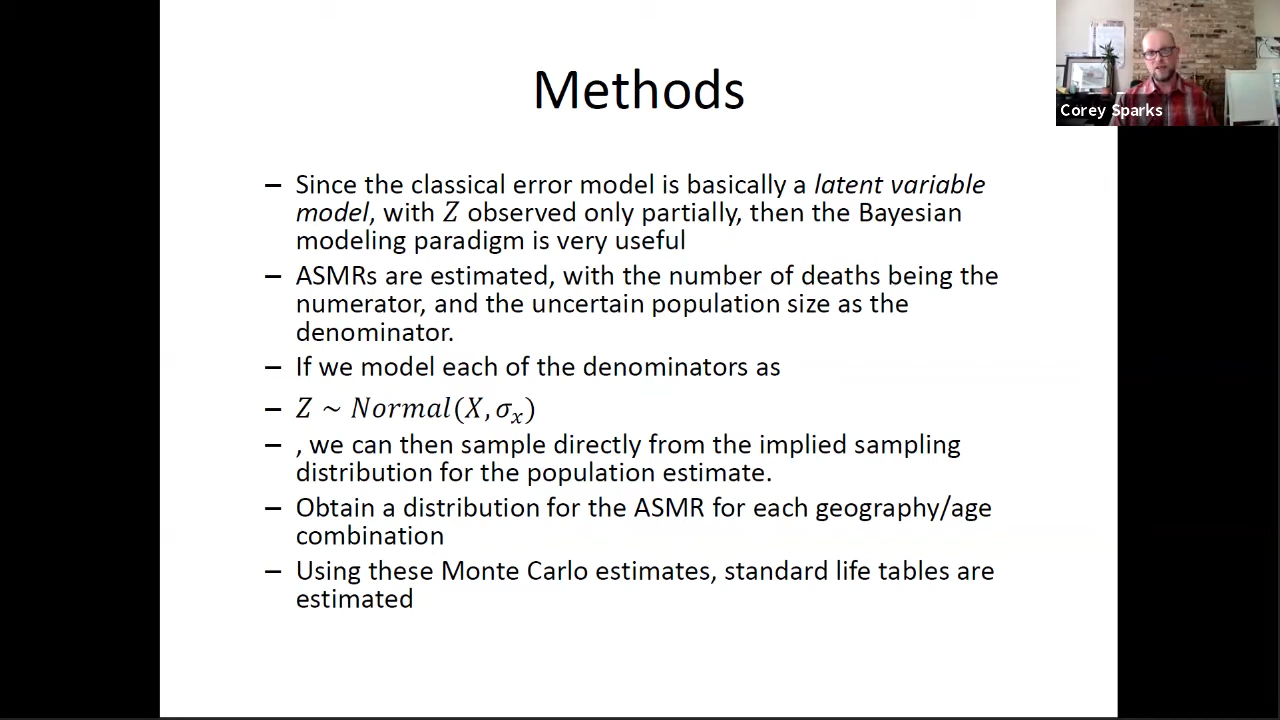 Methods
Corey Sparks
– Since the classical error model is basically a latent variable
model, with 𝑍 observed only partially, then the Bayesian
modeling paradigm is very useful
– ASMRs are estimated, with the number of deaths being the
numerator, and the uncertain population size as the
denominator.
– If we model each of the denominators as
– 𝑍 ~ 𝑁𝑜𝑟𝑚𝑎𝑙(𝑋, 𝜎ₓ)
– , we can then sample directly from the implied sampling
distribution for the population estimate.
– Obtain a distribution for the ASMR for each geography/age
combination
– Using these Monte Carlo estimates, standard life tables are
estimated